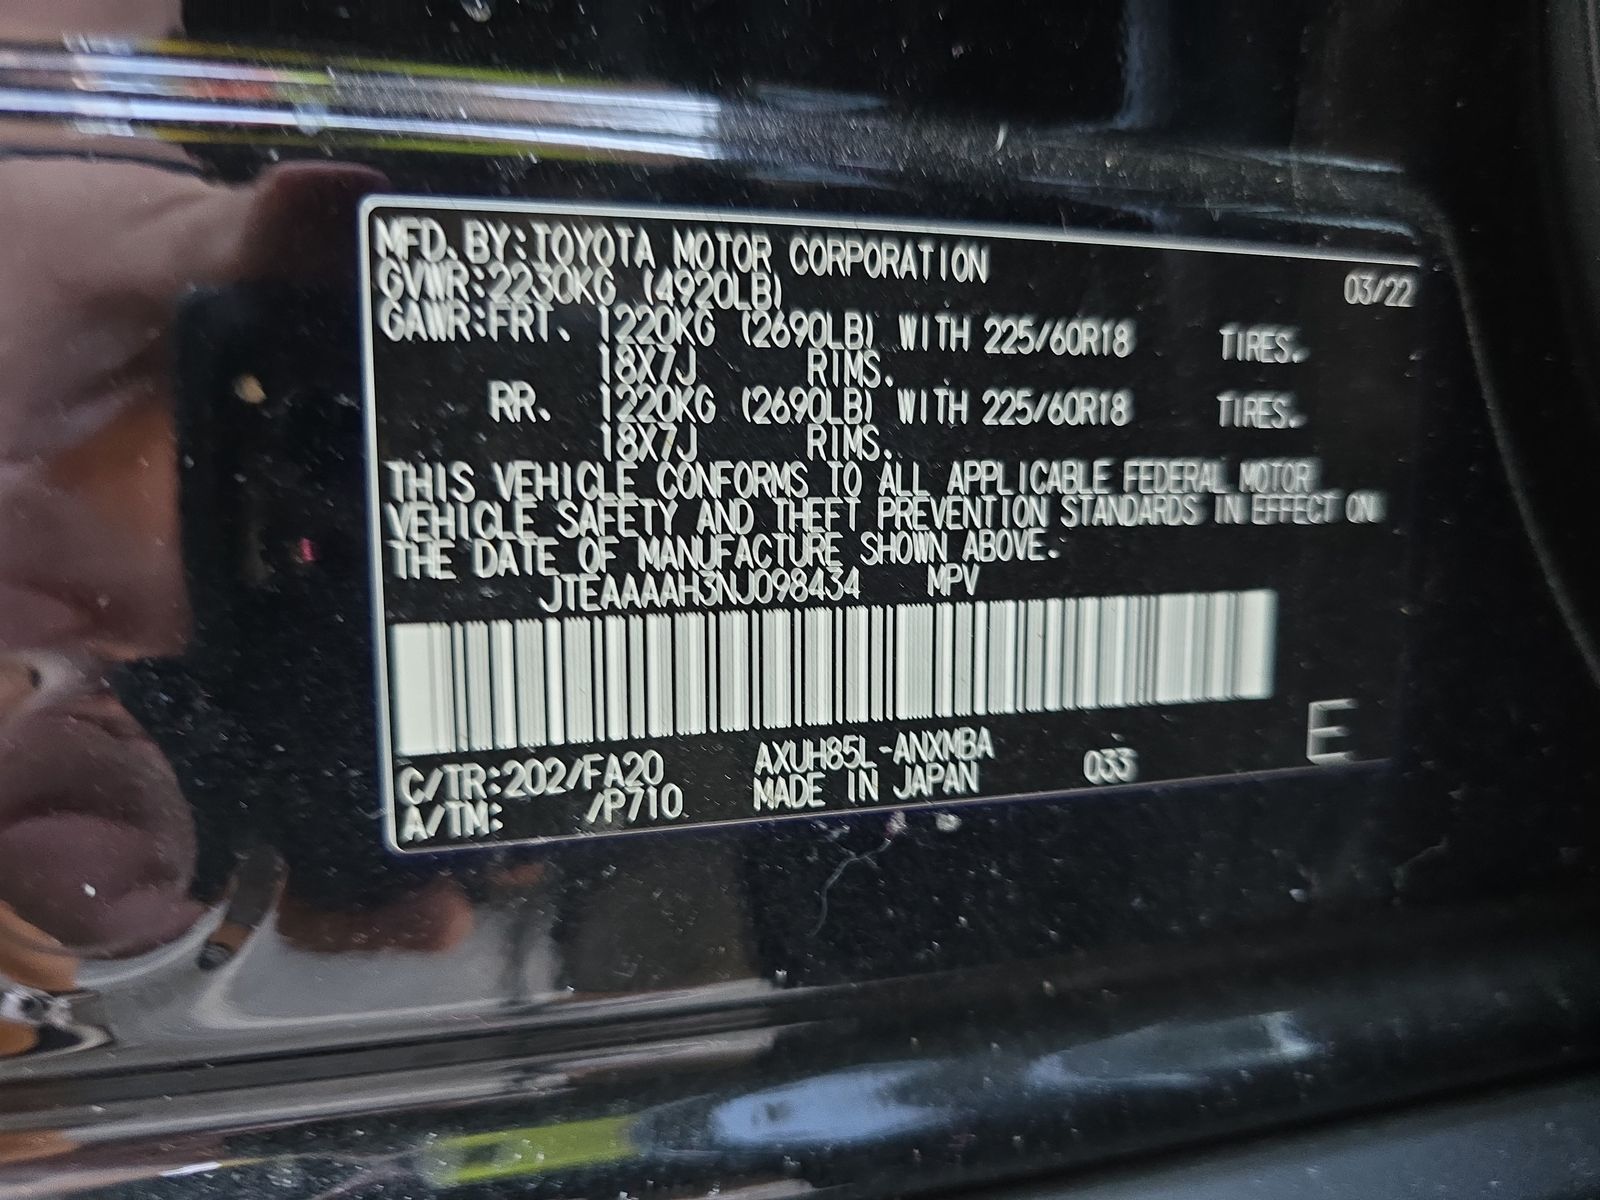 MFD. BY: TOYOTA MOTOR CORPORATION 03/22
GVWR: 2230KG (4920LB)
GAWR: FRT. 1220KG (2690LB) WITH 225/60R18 TIRES.
18X7J RIMS.
RR. 1220KG (2690LB) WITH 225/60R18 TIRES.
18X7J RIMS.
THIS VEHICLE CONFORMS TO ALL APPLICABLE FEDERAL MOTOR
VEHICLE SAFETY AND THEFT PREVENTION STANDARDS IN EFFECT ON
THE DATE OF MANUFACTURE SHOWN ABOVE.
JTEAAAAH3NJ098434 MPV
C/TR: 202/FA20 AXUH85L-ANXMBA 033 E
A/TM: /P710 MADE IN JAPAN